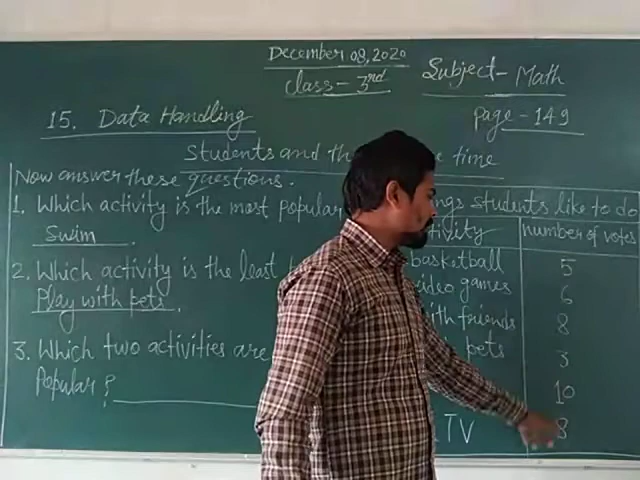 December 08, 2020
Class - 3rd
Subject - Math
15. Data Handling
page - 149
Students and th e time
Now answer these questions.
1. Which activity is the most popular
Swim
2. Which activity is the least
Play with pets.
3. Which two activities are
Popular?
ngs students like to do
tivity number of votes
basketball 5
video games 6
ith friends 8
pets 3
10
TV 8